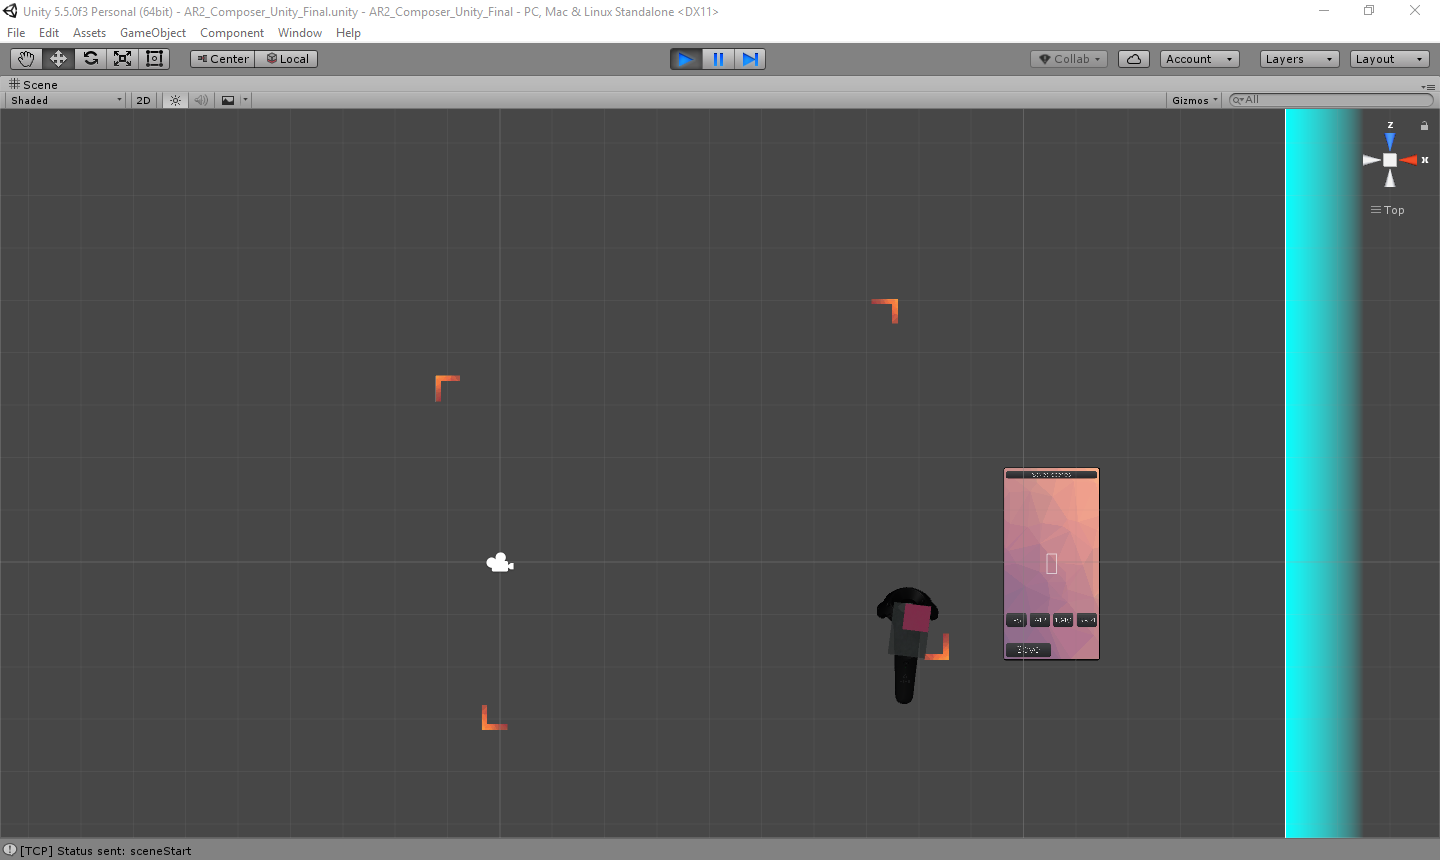 Unity 5.5.0f3 Personal (64bit) - AR2_Composer_Unity_Final.unity - AR2_Composer_Unity_Final - PC, Mac & Linux Standalone <DX11>
File Edit Assets GameObject Component Window Help
Center Local Collab Account Layers Layout
Scene
Shaded 2D Gizmos All
z
x
Top
[TCP] Status sent: sceneStart